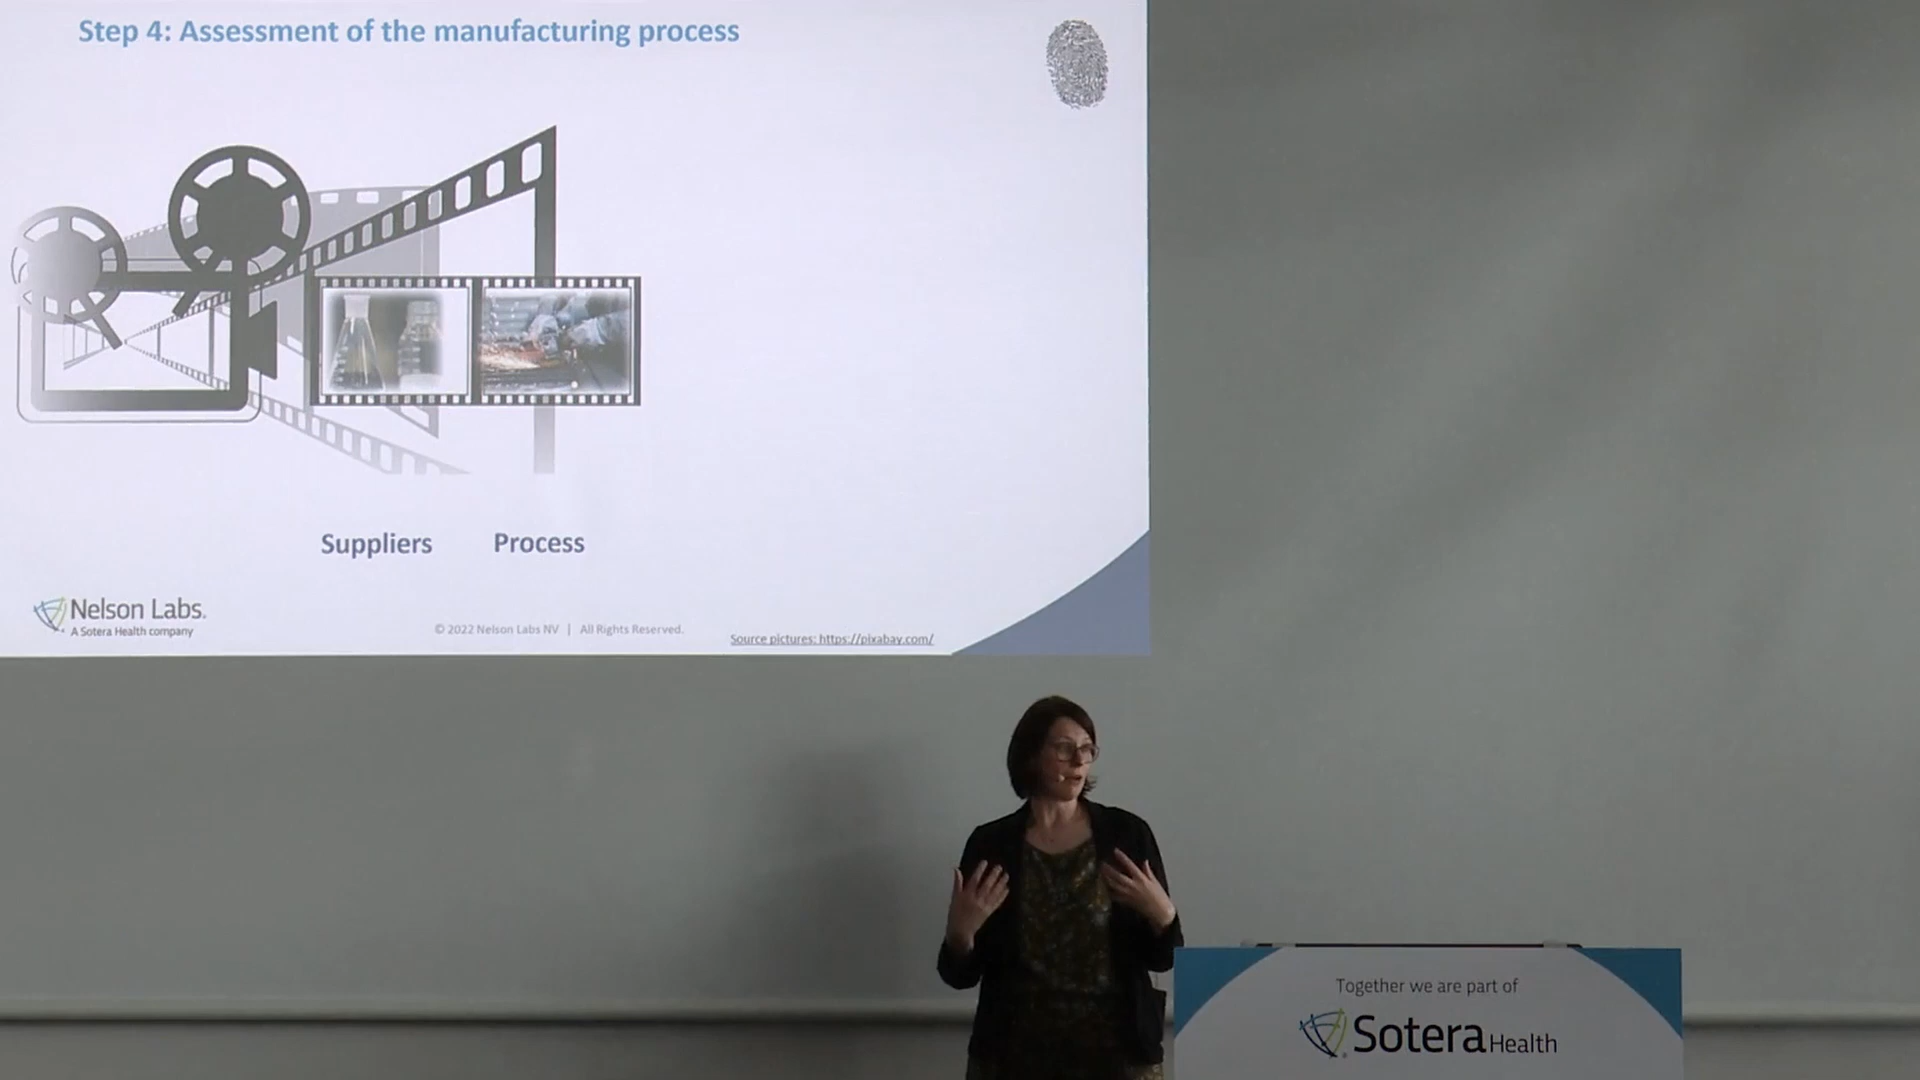 Step 4: Assessment of the manufacturing process
Suppliers
Process
Nelson Labs.
A Sotera Health company
© 2022 Nelson Labs NV | All Rights Reserved.
Source pictures: https://pixabay.com/
Together we are part of
Sotera Health